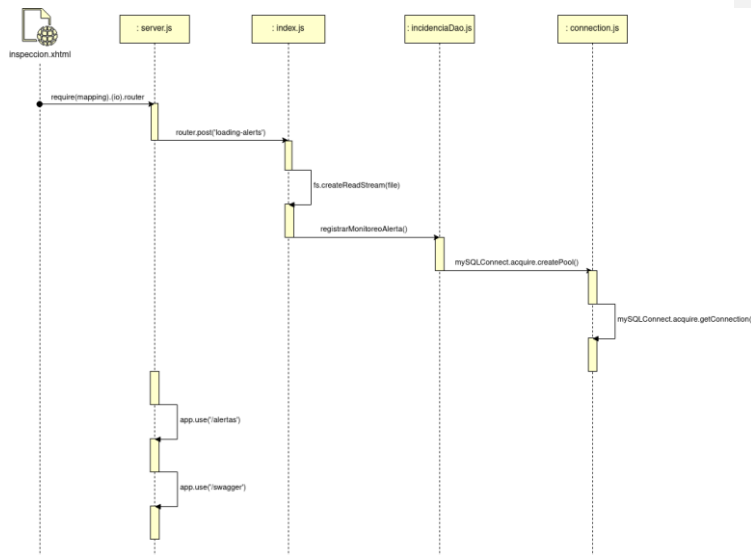 : server.js
: index.js
: incidenciaDao.js
: connection.js
inspeccion.xhtml
require(mapping).(io).router
router.post('loading-alerts')
fs.createReadStream(file)
registrarMonitoreoAlerta()
mySQLConnect.acquire.createPool()
mySQLConnect.acquire.getConnection(
app.use('/alertas')
app.use('/swagger')